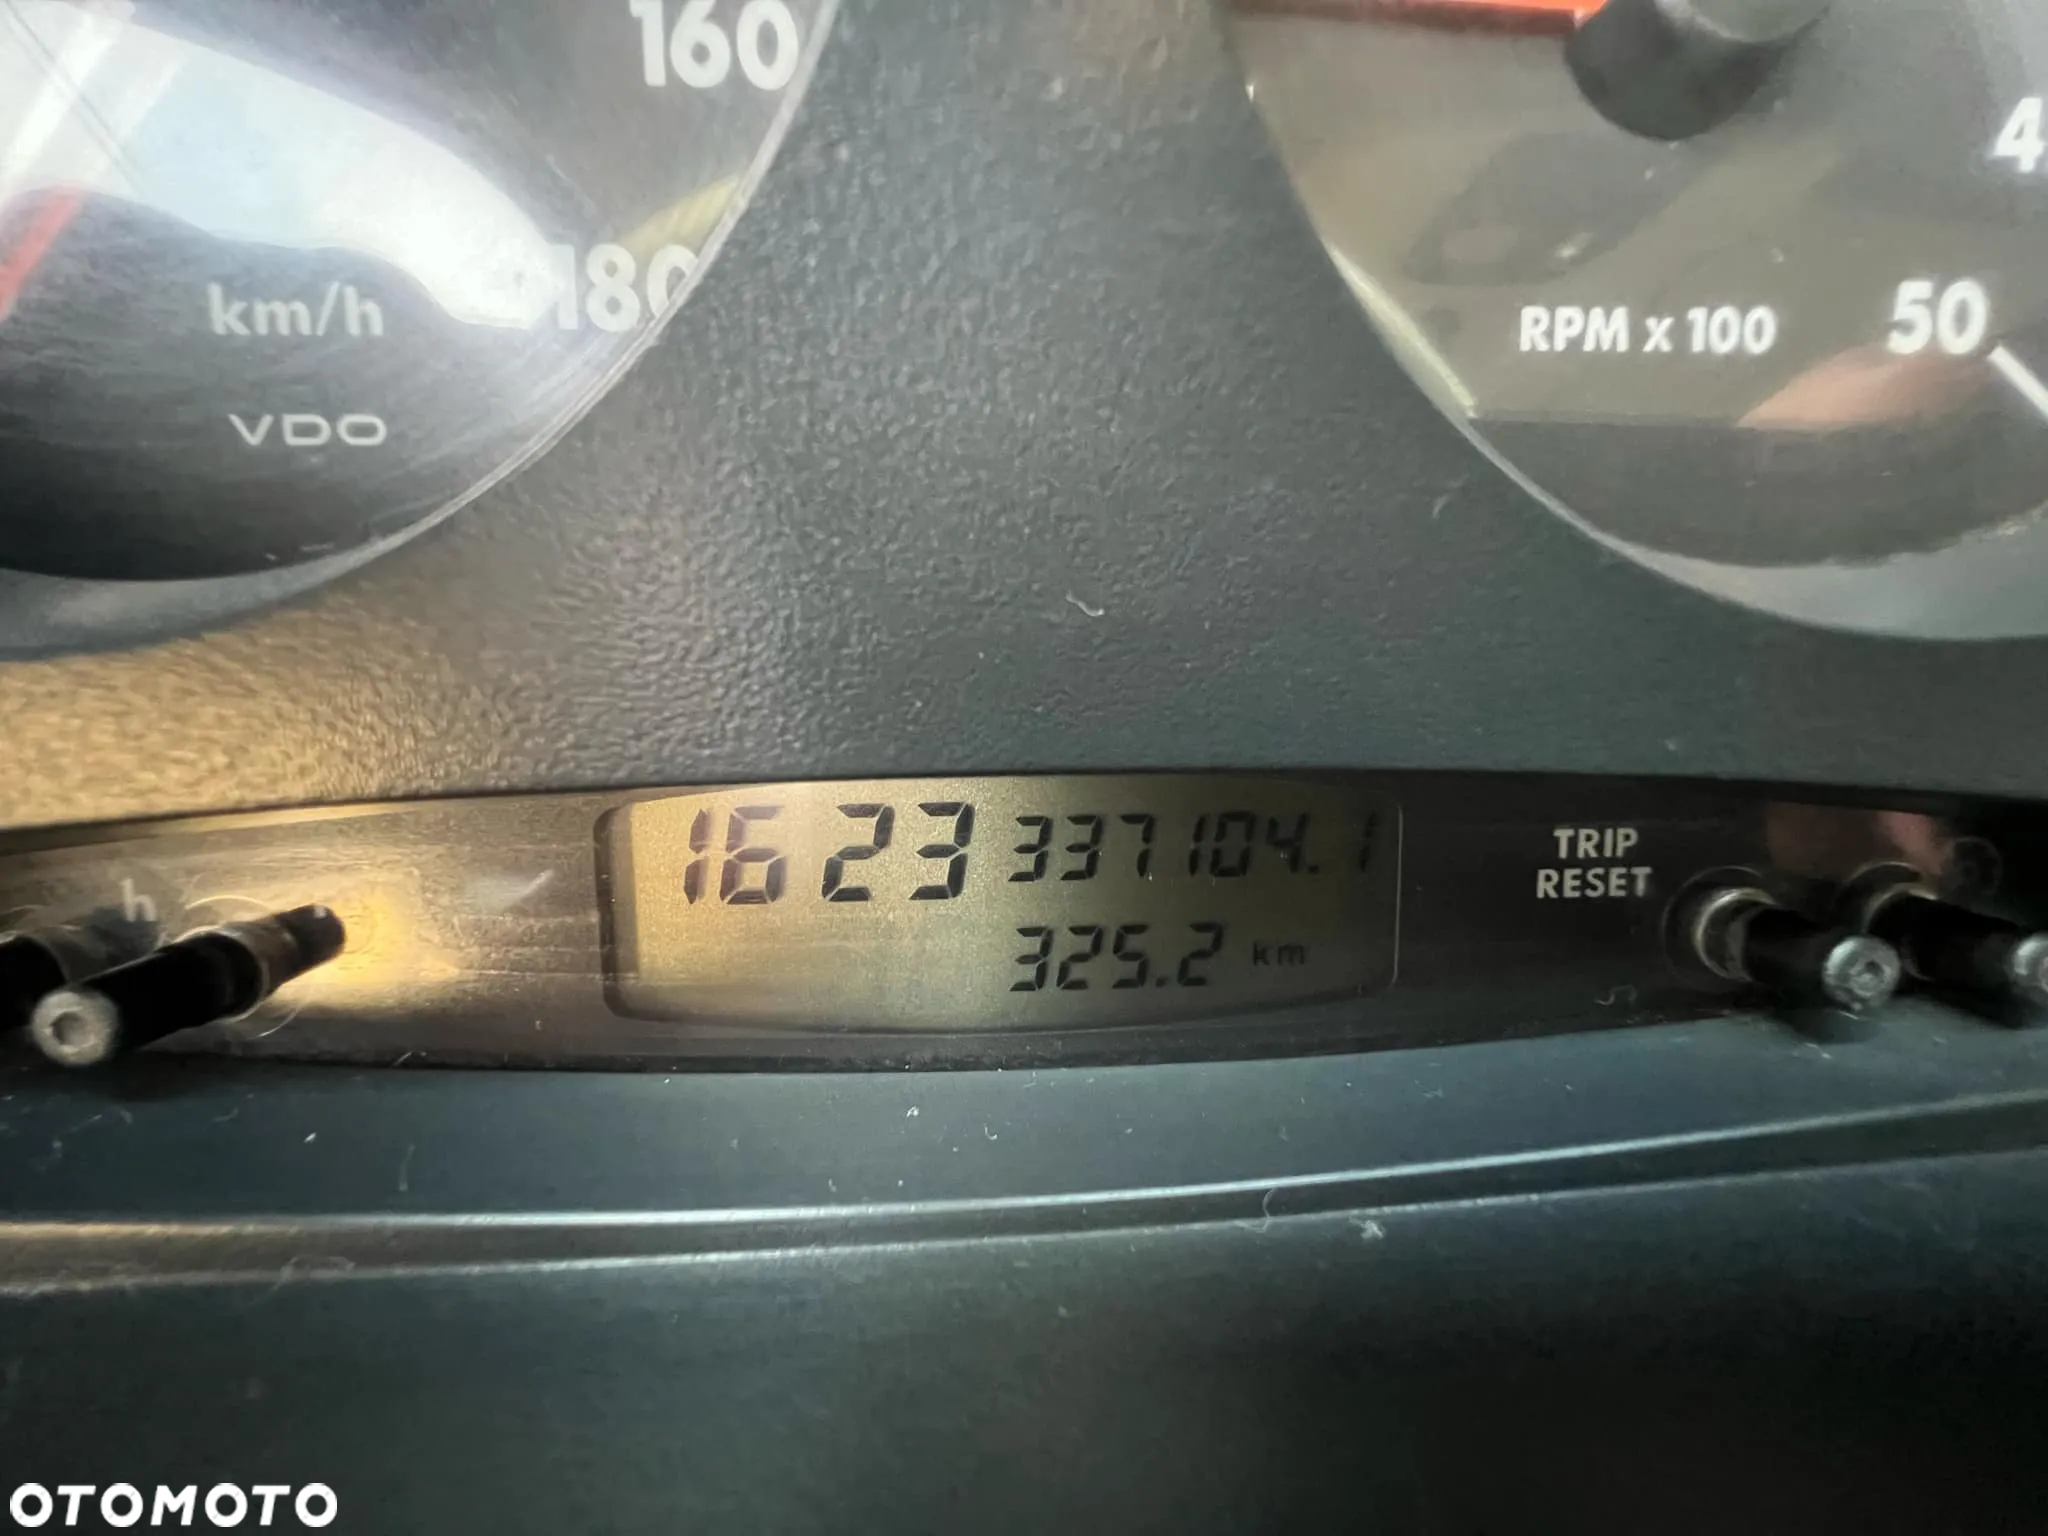 160
180
km/h
VDO
RPM x 100
50
16 23 337104.1
325.2 km
TRIP
RESET
h
OTOMOTO